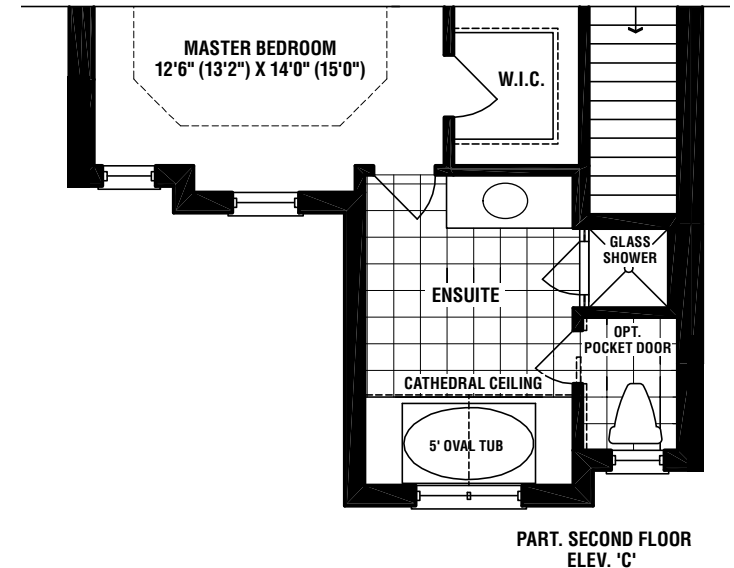 MASTER BEDROOM
12'6" (13'2") X 14'0" (15'0")
W.I.C.
GLASS
SHOWER
ENSUITE
OPT.
POCKET DOOR
CATHEDRAL CEILING
5' OVAL TUB
PART. SECOND FLOOR
ELEV. 'C'